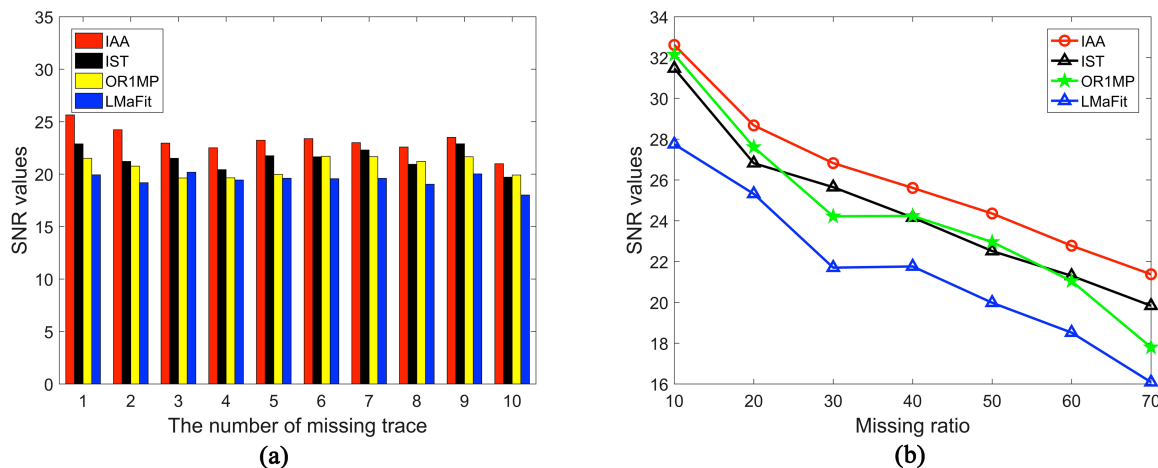 35
30
25
20
15
10
5
0
SNR values
IAA
IST
OR1MP
LMaFit
1 2 3 4 5 6 7 8 9 10
The number of missing trace
(a)
34
32
30
28
26
24
22
20
18
16
SNR values
IAA
IST
OR1MP
LMaFit
10 20 30 40 50 60 70
Missing ratio
(b)